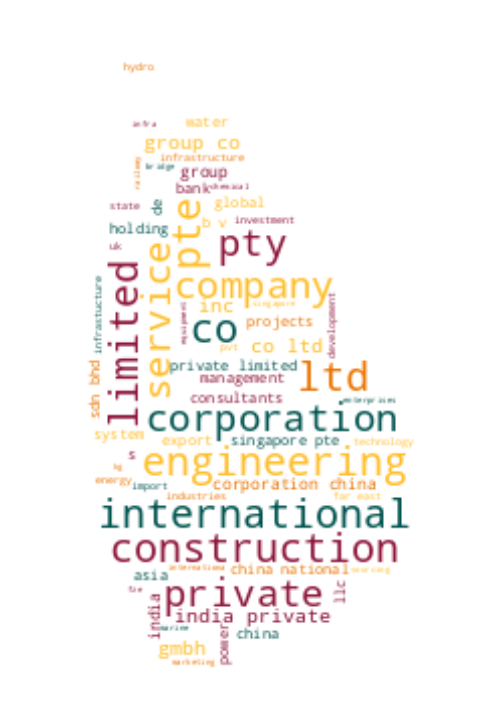 hydro
infra
water
group co
infrastructure
bridge
railway
group
bank
chemical
state
de
global
pte
b v
investment
holding
pty
uk
service
limited
company
infrastucture
inc
singapore
equipment
co
projects
development
pvt
co ltd
private limited
management
ltd
sdn bhd
consultants
enterprises
corporation
system
export
singapore pte
technology
s
engineering
kg
energy
import
corporation china
industries
far east
international
construction
international
china national
sourcing
asia
private
llc
india
india private
marine
power
china
gmbh
marketing